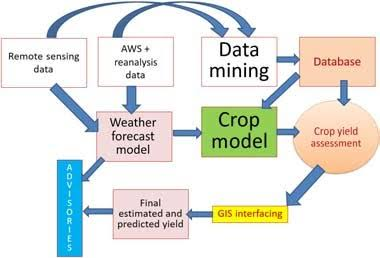 Remote sensing
data
AWS +
reanalysis
data
Data
mining
Database
Weather
forecast
model
Crop
model
Crop yield
assessment
ADVISORIES
Final
estimated and
predicted yield
GIS interfacing